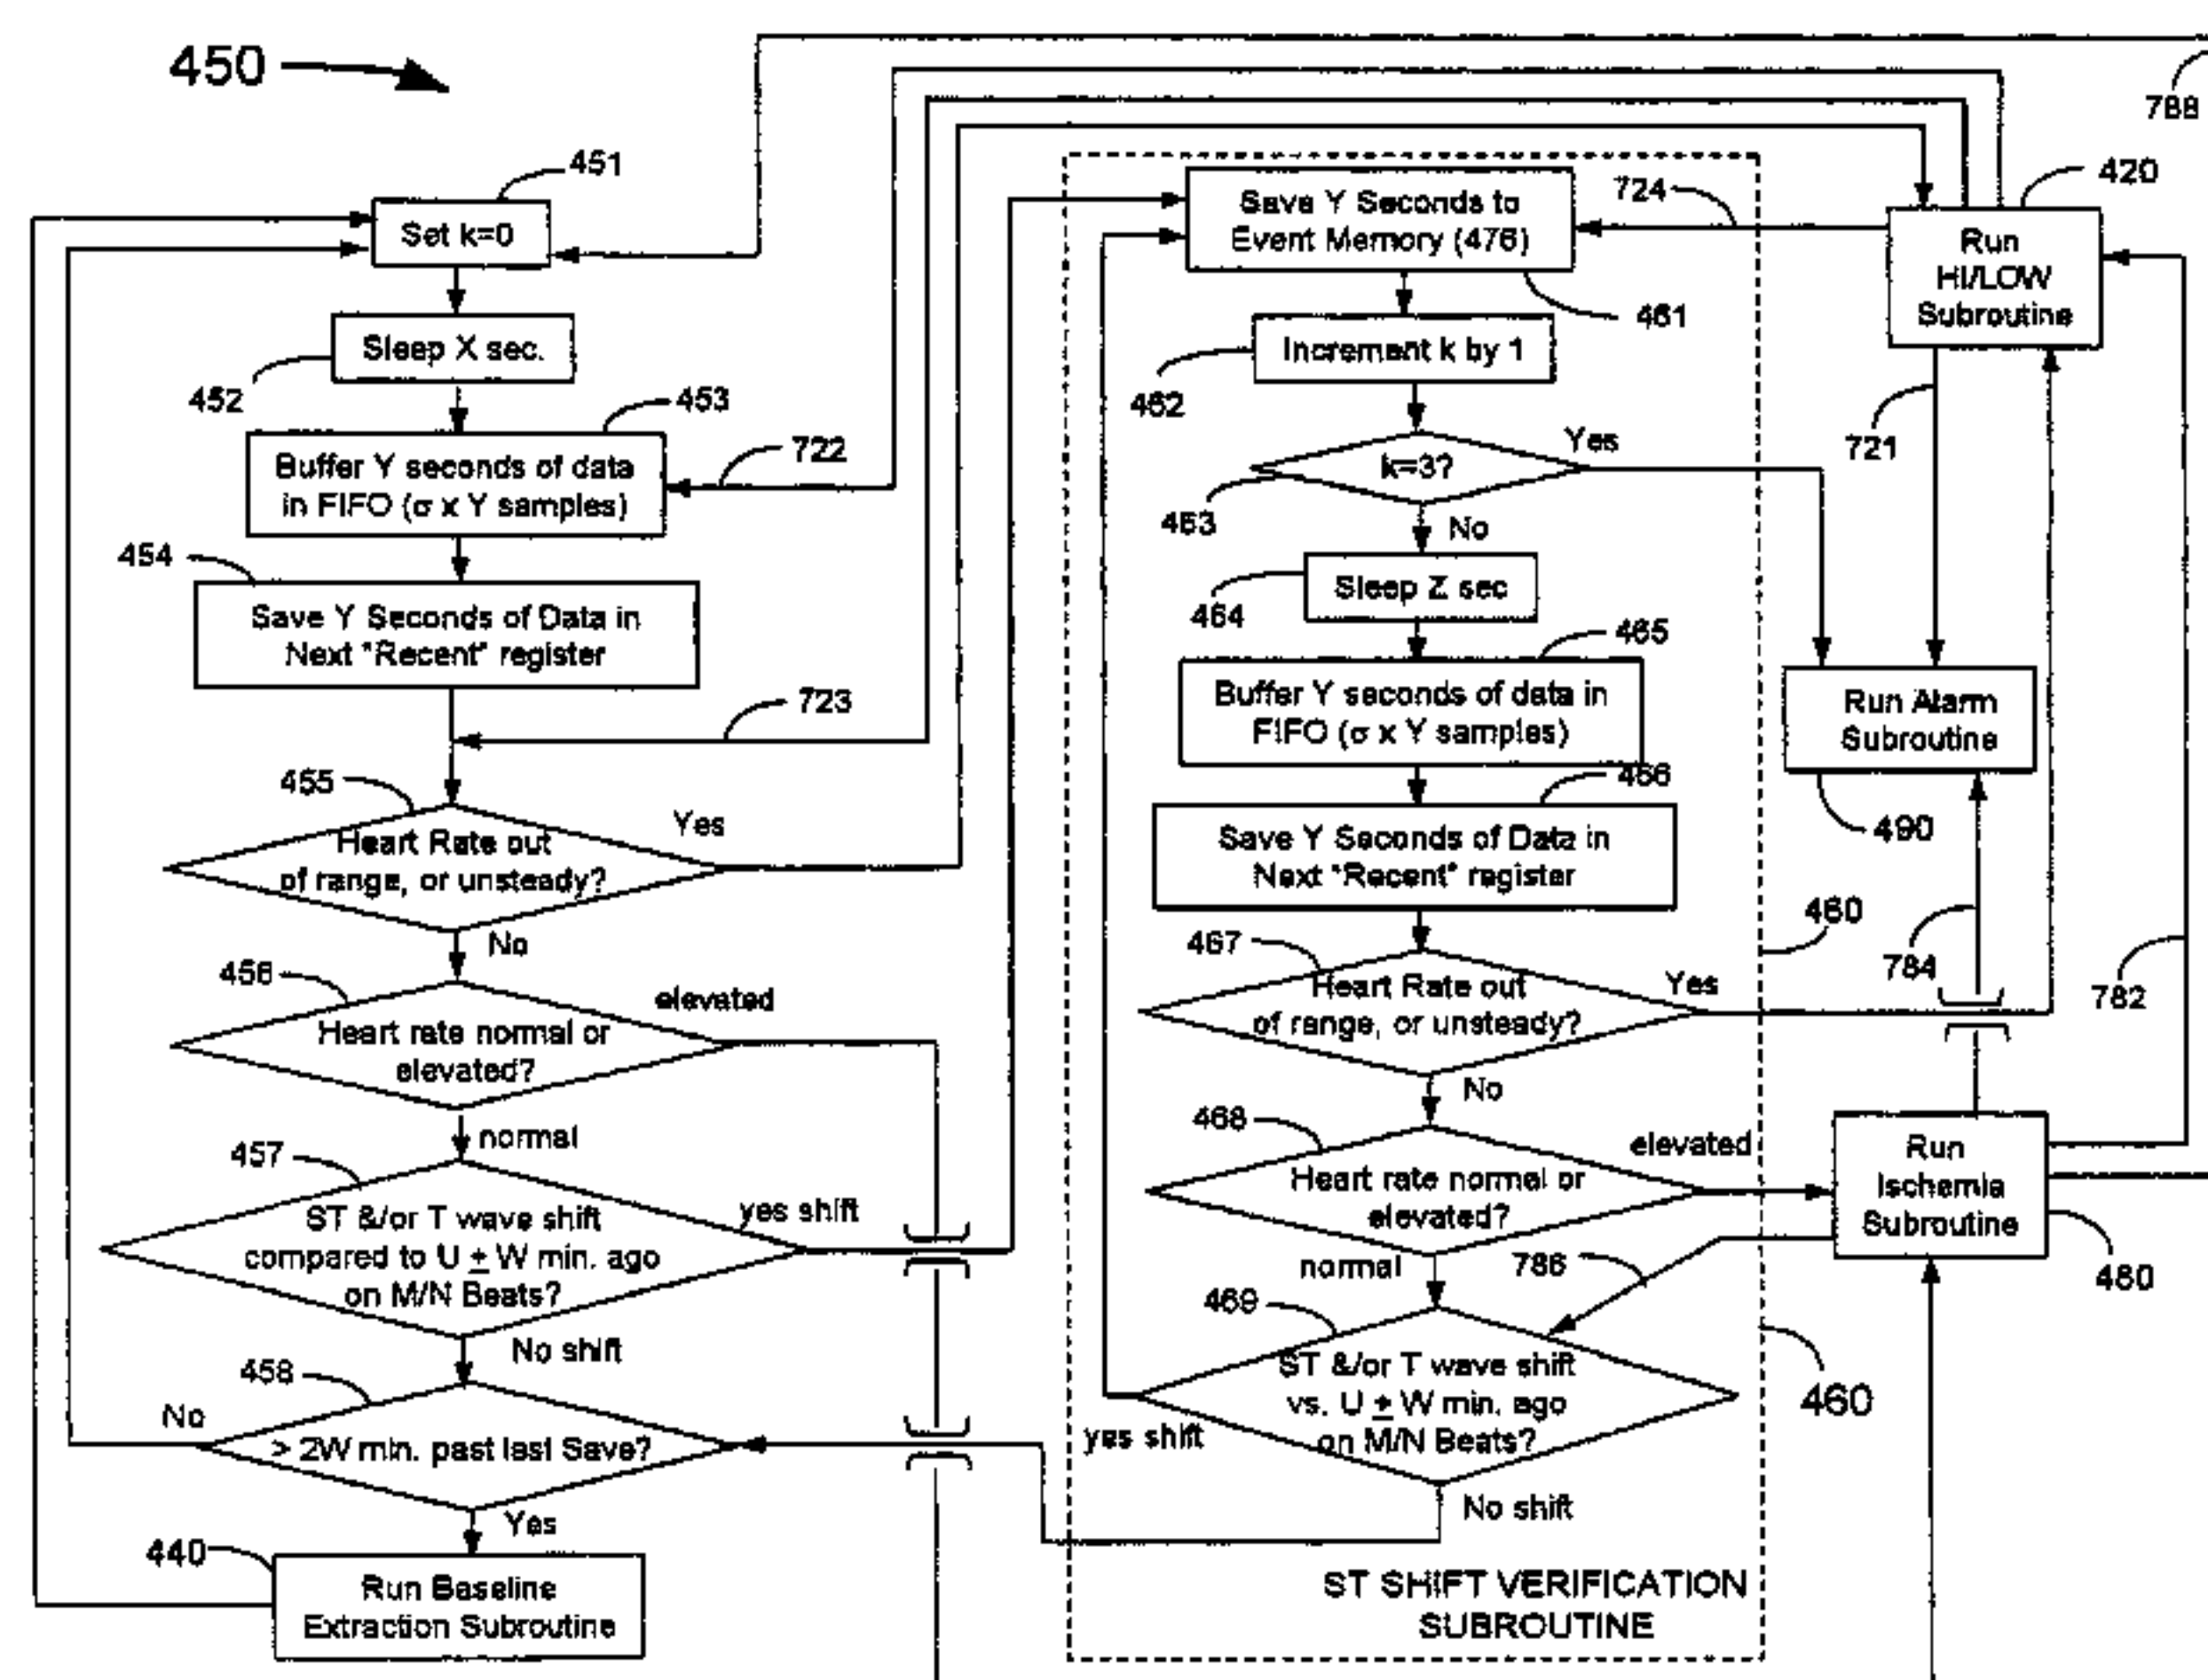 450
788
451
Set k=0
Sleep X sec.
452
453
Buffer Y seconds of data
in FIFO (σ x Y samples)
722
454
Save Y Seconds of Data in
Next "Recent" register
723
455
Heart Rate out
of range, or unsteady?
Yes
No
456
Heart rate normal or
elevated?
elevated
normal
457
ST &/or T wave shift
compared to U ± W min. ago
on M/N Beats?
yes shift
No shift
458
> 2W min. past last Save?
No
Yes
440
Run Baseline
Extraction Subroutine
Save Y Seconds to
Event Memory (476)
724
461
Increment k by 1
462
k=3?
Yes
463
No
Sleep Z sec
464
465
Buffer Y seconds of data in
FIFO (σ x Y samples)
466
Save Y Seconds of Data in
Next "Recent" register
467
Heart Rate out
of range, or unsteady?
Yes
No
468
Heart rate normal or
elevated?
elevated
normal
786
469
ST &/or T wave shift
vs. U ± W min. ago
on M/N Beats?
yes shift
No shift
ST SHIFT VERIFICATION
SUBROUTINE
420
Run
HI/LOW
Subroutine
721
Run Alarm
Subroutine
490
460
784
782
Run
Ischemia
Subroutine
480
460